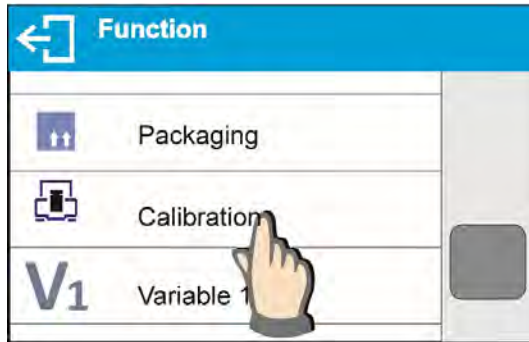 Function
Packaging
Calibration
V1
Variable 1